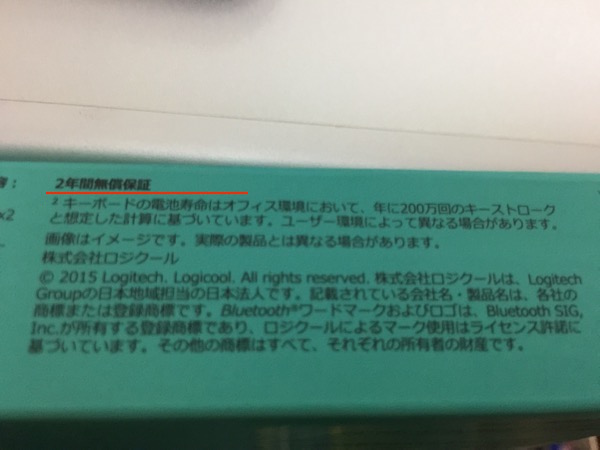 容：
2年間無償保証
x2
² キーボードの電池寿命はオフィス環境において、年に200万回のキーストローク
と想定した計算に基づいています。ユーザー環境によって異なる場合があります。
画像はイメージです。実際の製品とは異なる場合があります。
株式会社ロジクール
© 2015 Logitech. Logicool. All rights reserved. 株式会社ロジクールは、Logitech
Groupの日本地域担当の日本法人です。記載されている会社名・製品名は、各社の
商標または登録商標です。Bluetooth®ワードマークおよびロゴは、Bluetooth SIG,
Inc.が所有する登録商標であり、ロジクールによるマーク使用はライセンス許諾に
基づいています。その他の商標はすべて、それぞれの所有者の財産です。